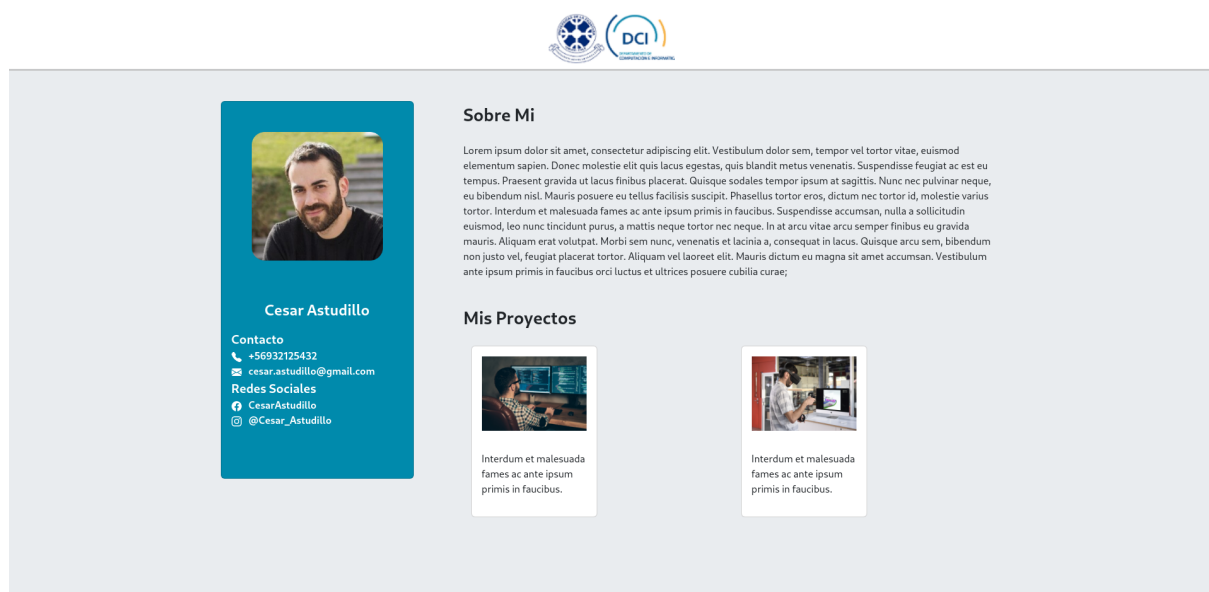 DCI
DEPARTAMENTO DE
COMPUTACIÓN E INFORMÁTICA
Cesar Astudillo
Contacto
+56932125432
cesar.astudillo@gmail.com
Redes Sociales
CesarAstudillo
@Cesar_Astudillo
Sobre Mi
Lorem ipsum dolor sit amet, consectetur adipiscing elit. Vestibulum dolor sem, tempor vel tortor vitae, euismod
elementum sapien. Donec molestie elit quis lacus egestas, quis blandit metus venenatis. Suspendisse feugiat ac est eu
tempus. Praesent gravida ut lacus finibus placerat. Quisque sodales tempor ipsum at sagittis. Nunc nec pulvinar neque,
eu bibendum nisl. Mauris posuere eu tellus facilisis suscipit. Phasellus tortor eros, dictum nec tortor id, molestie varius
tortor. Interdum et malesuada fames ac ante ipsum primis in faucibus. Suspendisse accumsan, nulla a sollicitudin
euismod, leo nunc tincidunt purus, a mattis neque tortor nec neque. In at arcu vitae arcu semper finibus eu gravida
mauris. Aliquam erat volutpat. Morbi sem nunc, venenatis et lacinia a, consequat in lacus. Quisque arcu sem, bibendum
non justo vel, feugiat placerat tortor. Aliquam vel laoreet elit. Mauris dictum eu magna sit amet accumsan. Vestibulum
ante ipsum primis in faucibus orci luctus et ultrices posuere cubilia curae;
Mis Proyectos
Interdum et malesuada
fames ac ante ipsum
primis in faucibus.
Interdum et malesuada
fames ac ante ipsum
primis in faucibus.